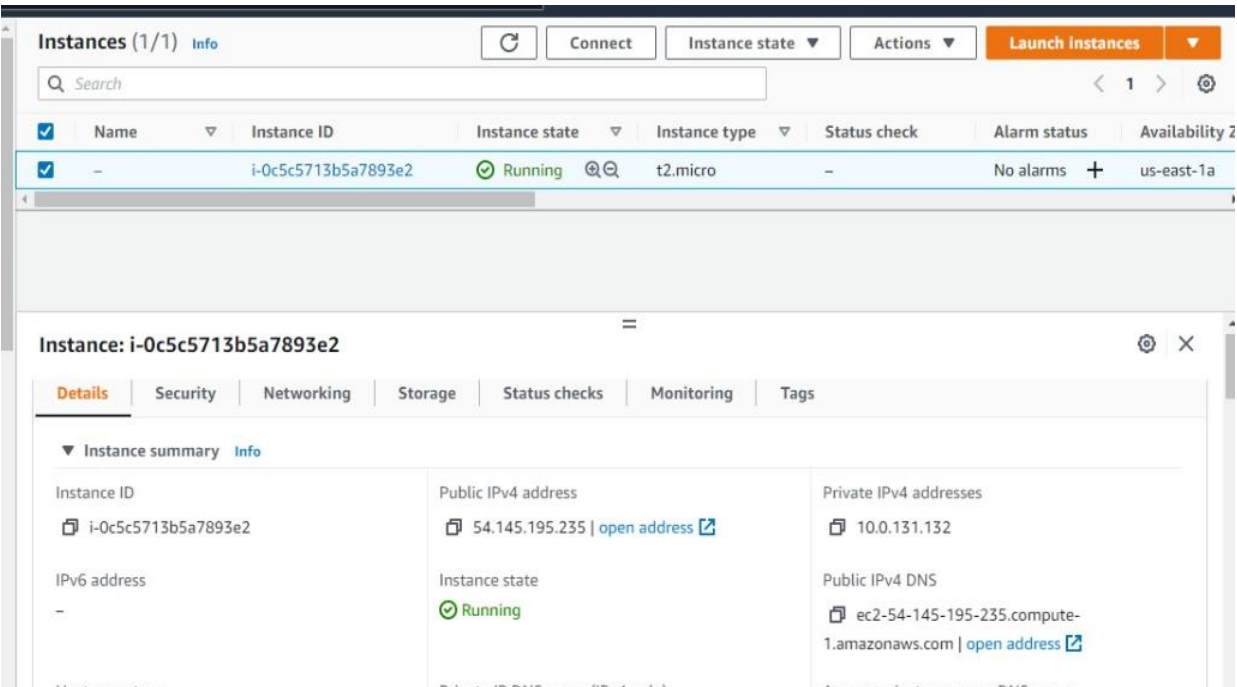 Instances (1/1) Info Connect Instance state Actions Launch instances
Search 1
Name Instance ID Instance state Instance type Status check Alarm status Availability Z
– i-0c5c5713b5a7893e2 Running t2.micro – No alarms + us-east-1a
Instance: i-0c5c5713b5a7893e2
Details Security Networking Storage Status checks Monitoring Tags
Instance summary Info
Instance ID Public IPv4 address Private IPv4 addresses
i-0c5c5713b5a7893e2 54.145.195.235 | open address 10.0.131.132
IPv6 address Instance state Public IPv4 DNS
– Running ec2-54-145-195-235.compute-
1.amazonaws.com | open address